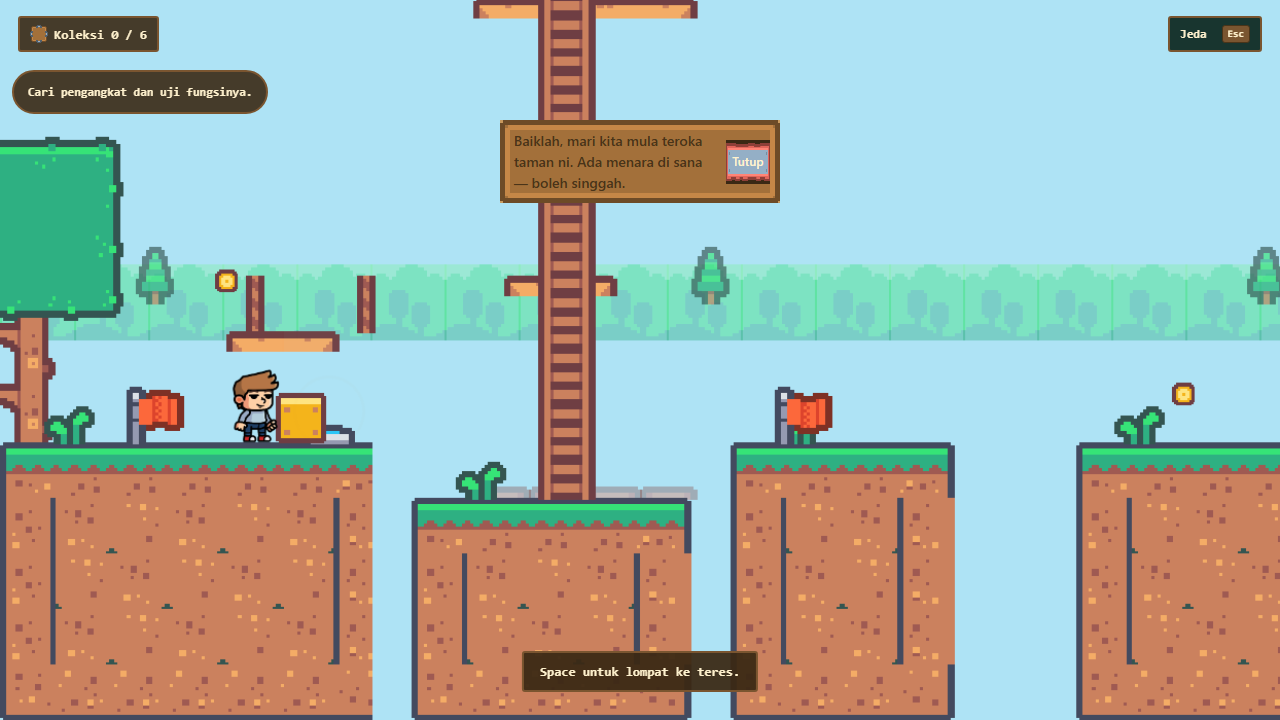 Koleksi 0 / 6
Jeda Esc
Cari pengangkat dan uji fungsinya.
Baiklah, mari kita mula teroka
taman ni. Ada menara di sana
— boleh singgah.
Tutup
Space untuk lompat ke teres.